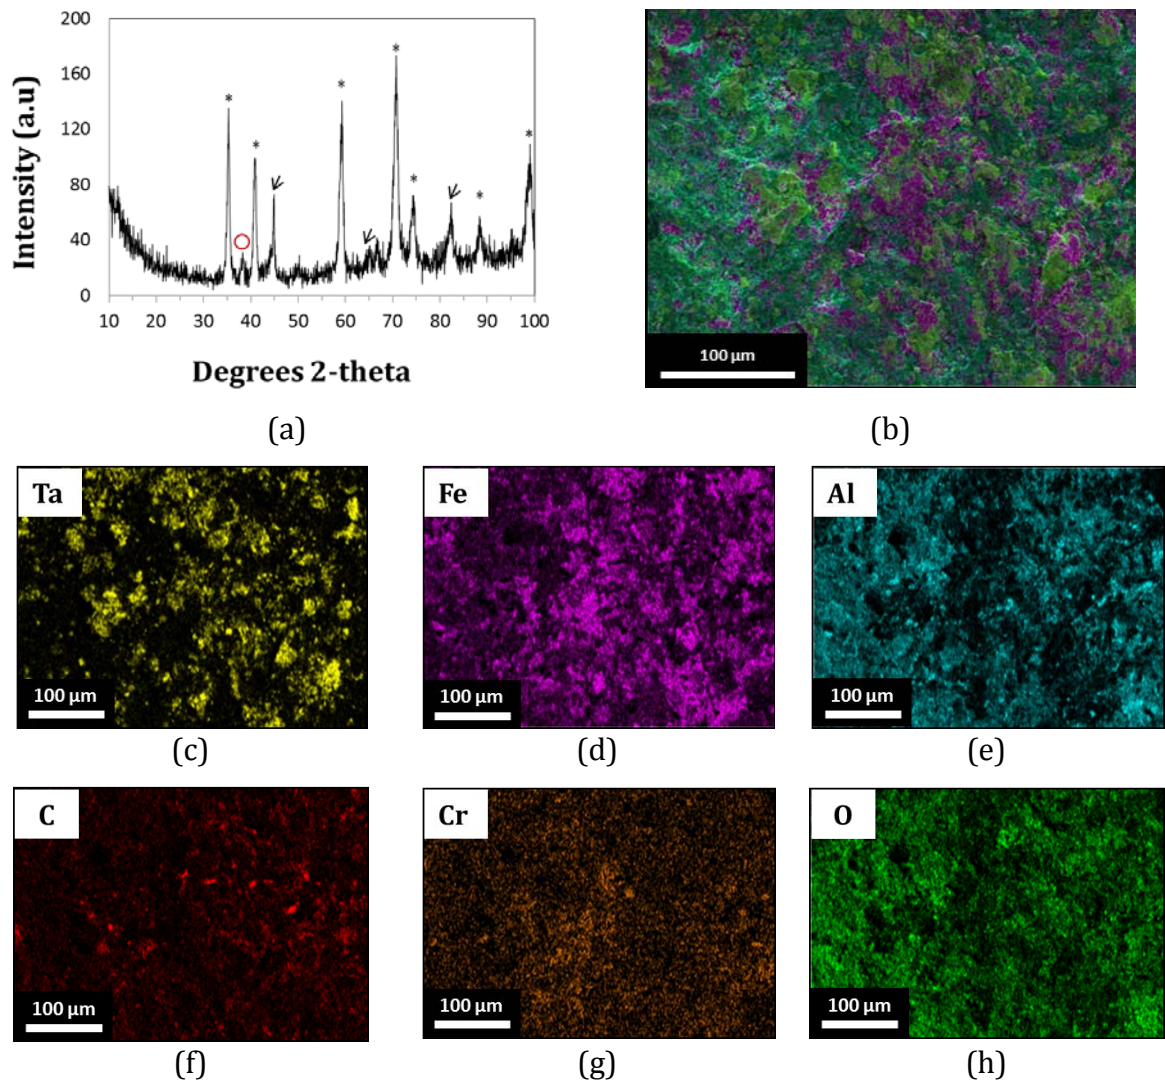 200
160
120
80
40
0
Intensity (a.u)
* * * * * * *
10 20 30 40 50 60 70 80 90 100
Degrees 2-theta
100 µm
(a)
(b)
Ta
100 µm
Fe
100 µm
Al
100 µm
(c)
(d)
(e)
C
100 µm
Cr
100 µm
O
100 µm
(f)
(g)
(h)